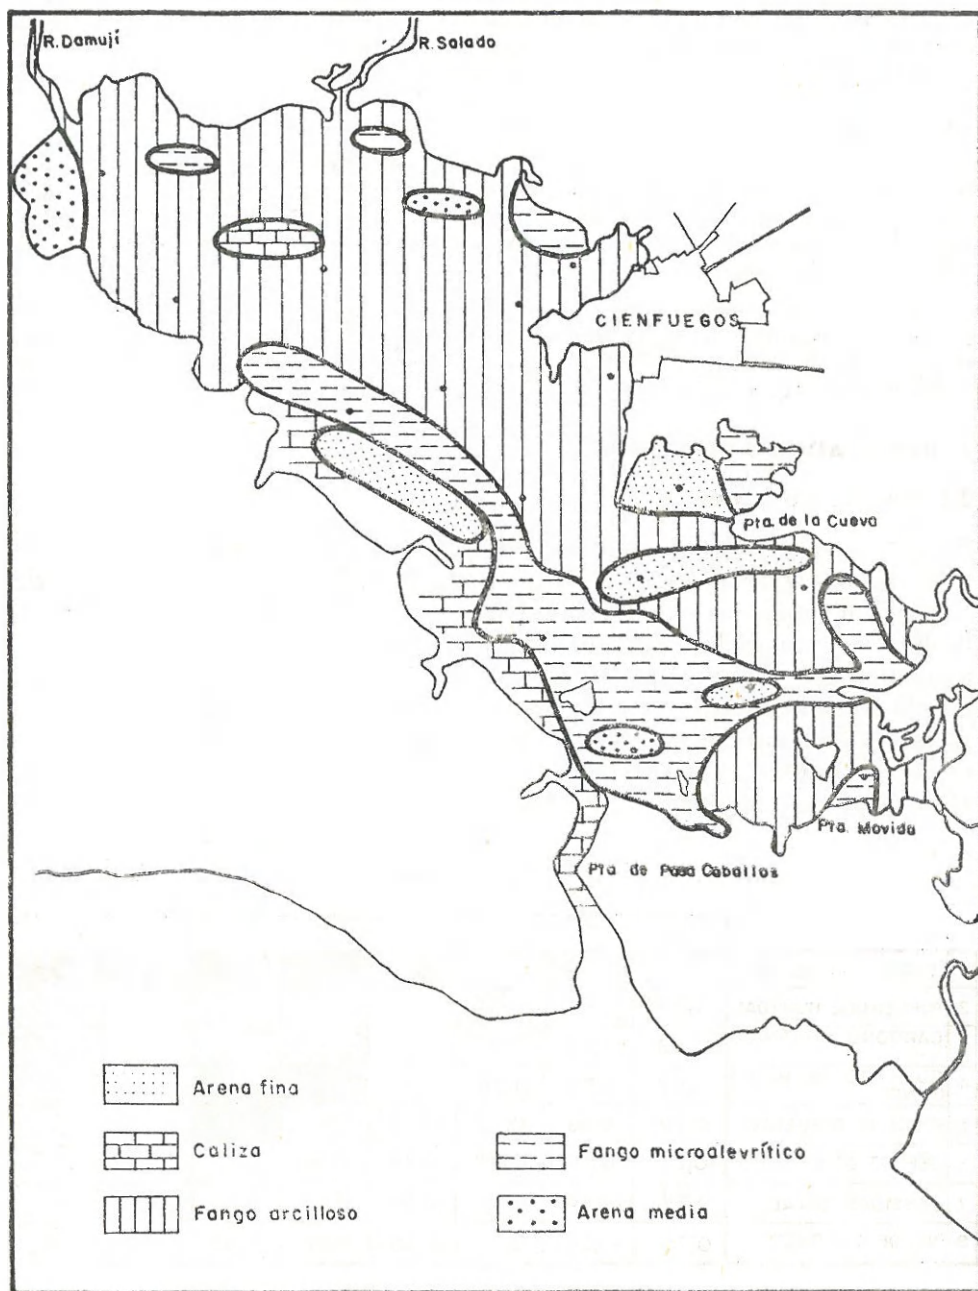 R. Damují
R. Salado
CIENFUEGOS
Pta. de la Cueva
Pta. Movida
Pta de Pasa Caballos
Arena fina
Caliza
Fango arcilloso
Fango microalevrítico
Arena media